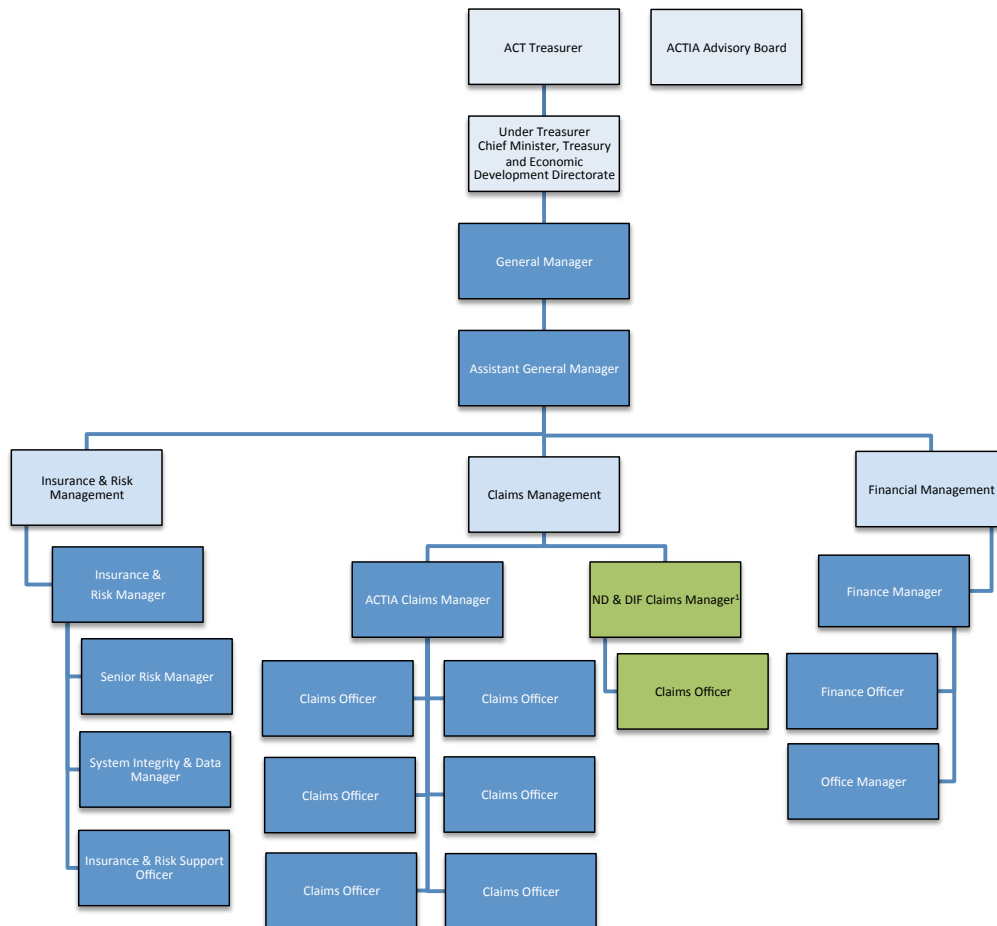 ACT Treasurer
ACTIA Advisory Board
Under Treasurer
Chief Minister, Treasury
and Economic
Development Directorate
General Manager
Assistant General Manager
Insurance & Risk
Management
Claims Management
Financial Management
Insurance &
Risk Manager
ACTIA Claims Manager
ND & DIF Claims Manager¹
Finance Manager
Senior Risk Manager
Claims Officer
Claims Officer
Claims Officer
Finance Officer
System Integrity & Data
Manager
Claims Officer
Claims Officer
Office Manager
Insurance & Risk Support
Officer
Claims Officer
Claims Officer